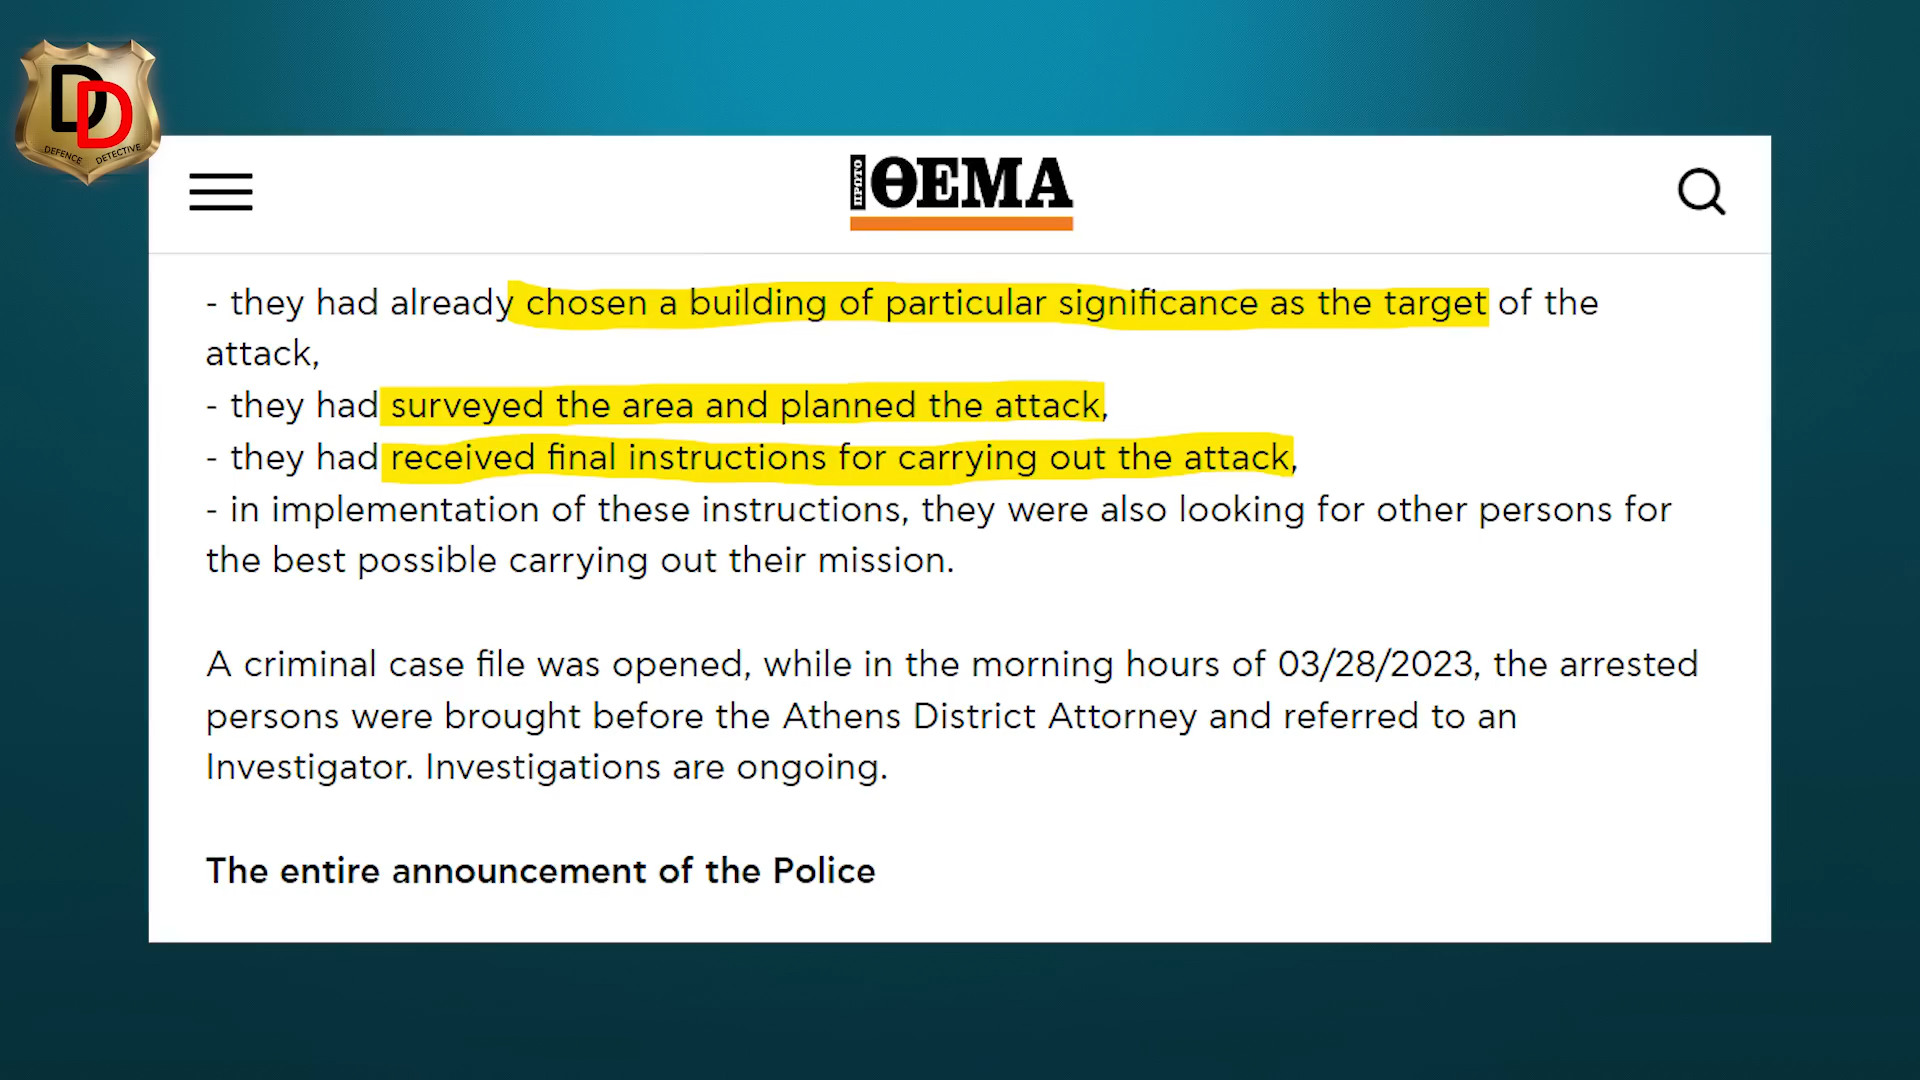 DD
DEFENCE DETECTIVE
ΠΡΩΤΟ ΘΕΜΑ
- they had already chosen a building of particular significance as the target of the
attack,
- they had surveyed the area and planned the attack,
- they had received final instructions for carrying out the attack,
- in implementation of these instructions, they were also looking for other persons for
the best possible carrying out their mission.
A criminal case file was opened, while in the morning hours of 03/28/2023, the arrested
persons were brought before the Athens District Attorney and referred to an
Investigator. Investigations are ongoing.
The entire announcement of the Police